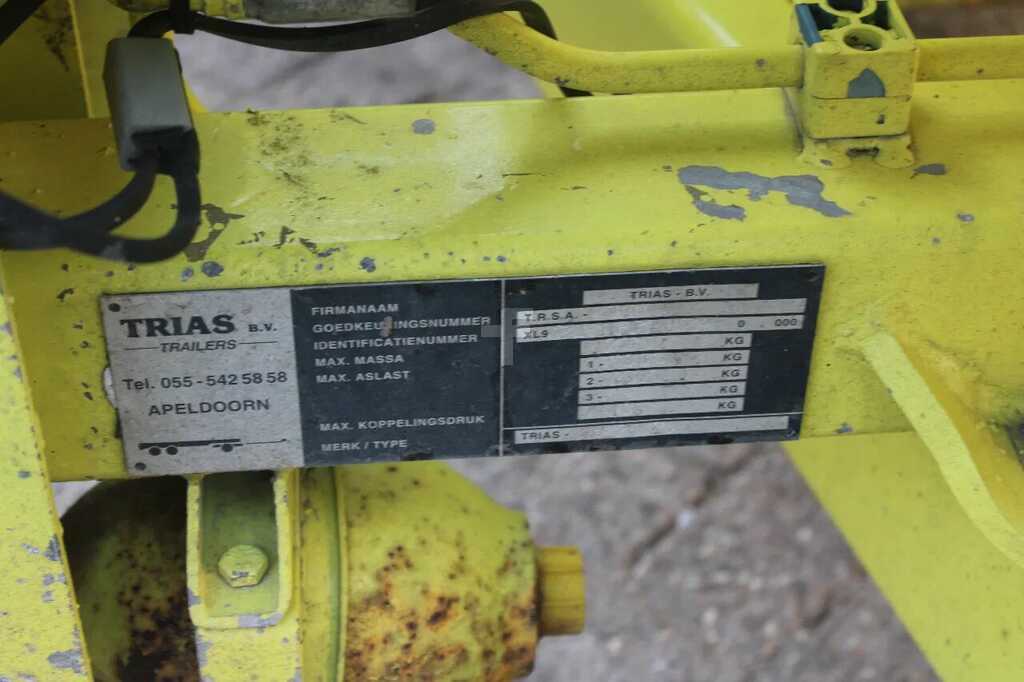 TRIAS B.V.
TRAILERS
Tel. 055 - 542 58 58
APELDOORN
FIRMANAAM
GOEDKEURINGSNUMMER
IDENTIFICATIENUMMER
MAX. MASSA
MAX. ASLAST
MAX. KOPPELINGSDRUK
MERK / TYPE
TRIAS - B.V.
T.R.S.A. -
XL9 0 . 000
KG
1 - KG
2 - KG
3 - KG
KG
TRIAS -